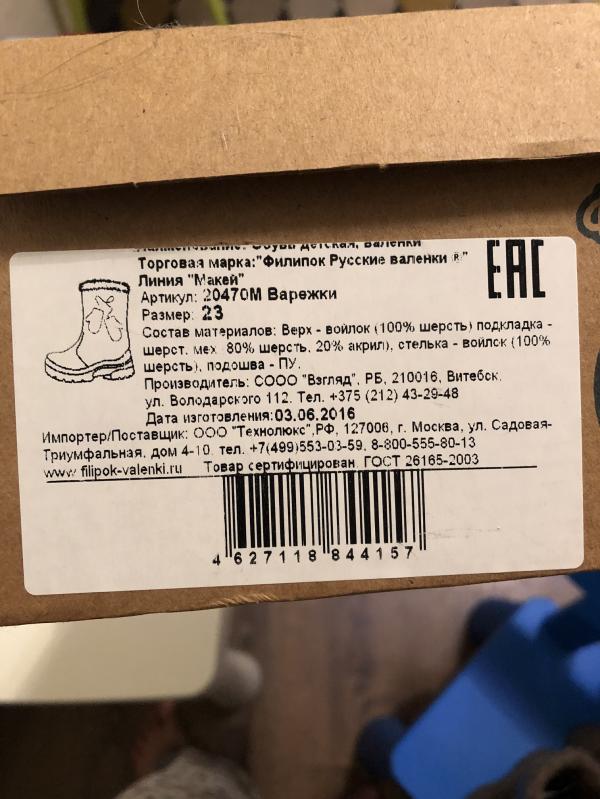 Наименование: Обувь детская, валенки
Торговая марка:"Филипок Русские валенки ®"
Линия "Макей"
Артикул: 20470М Варежки
Размер: 23
Состав материалов: Верх - войлок (100% шерсть) подкладка -
шерст. мех 80% шерсть, 20% акрил), стелька - войлок (100%
шерсть), подошва - ПУ.
Производитель: СООО "Взгляд", РБ, 210016, Витебск,
ул. Володарского 112. Тел. +375 (212) 43-29-48
Дата изготовления:03.06.2016
Импортер/Поставщик: ООО "Технолюкс",РФ, 127006, г. Москва, ул. Садовая-
Триумфальная, дом 4-10. тел. +7(499)553-03-59, 8-800-555-80-13
www.filipok-valenki.ru Товар сертифицирован. ГОСТ 26165-2003
EAC
4 627118 844157